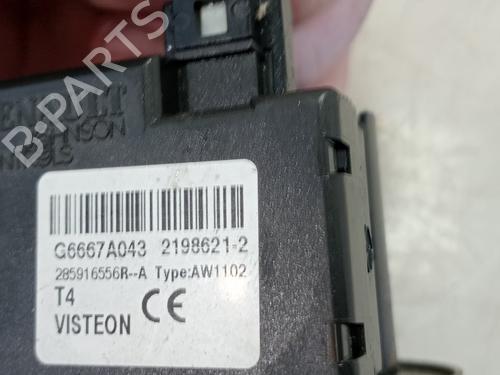 B-PARTS
G6667A043 2198621-2
285916556R--A Type:AW1102
T4 CE
VISTEON